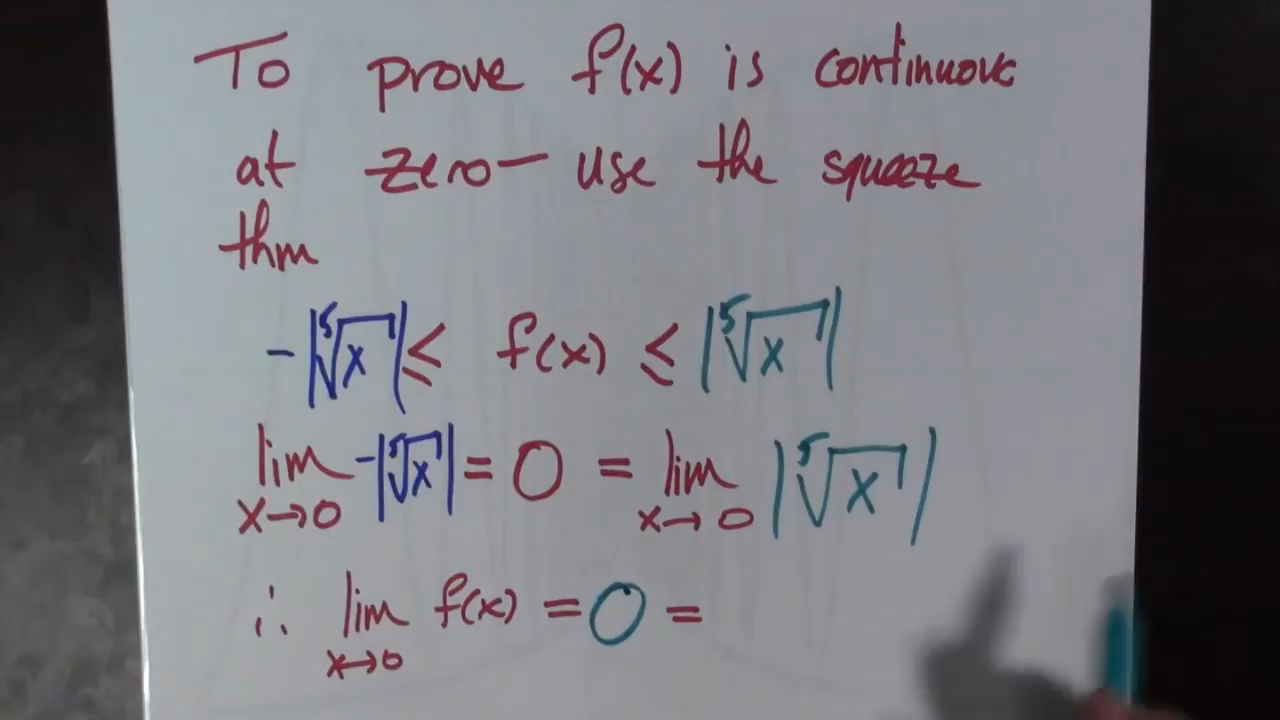 To prove f(x) is continuous
at zero— use the squeeze
thm
-|⁵√x| ≤ f(x) ≤ |⁵√x|
lim x→0 -|⁵√x| = 0 = lim x→0 |⁵√x|
∴ lim x→0 f(x) = 0 =